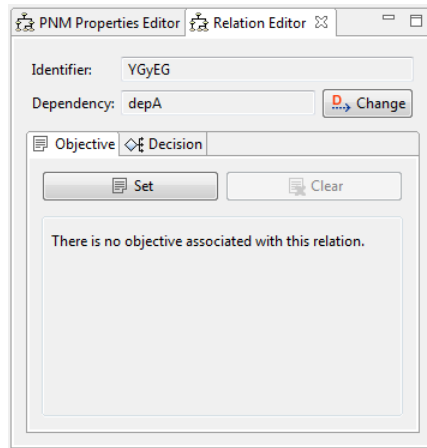 PNM Properties Editor Relation Editor
Identifier: YGyEG
Dependency: depA D Change
Objective Decision
Set Clear
There is no objective associated with this relation.